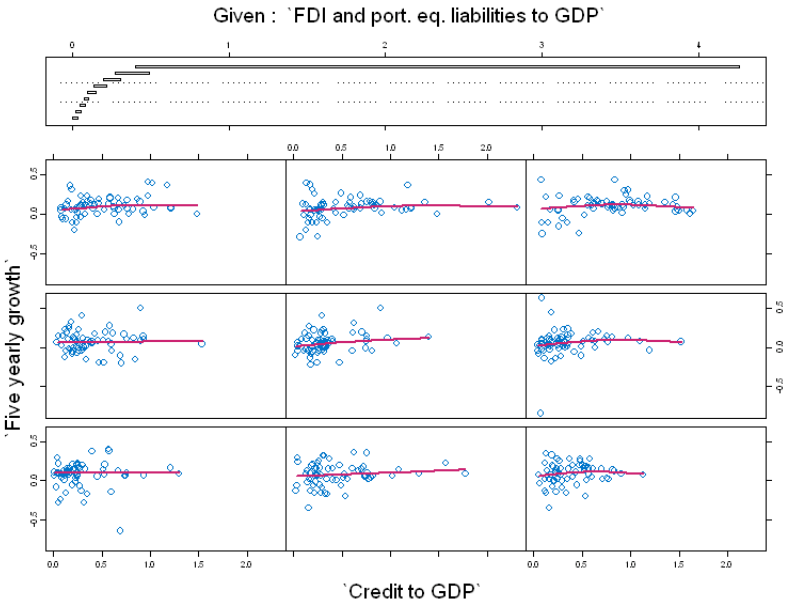 Given : `FDI and port. eq. liabilities to GDP`
0 1 2 3 4
0.0 0.5 1.0 1.5 2.0
0.5
0.0
-0.5
`Five yearly growth`
0.5
0.0
-0.5
0.5
0.0
-0.5
0.0 0.5 1.0 1.5 2.0 0.0 0.5 1.0 1.5 2.0
`Credit to GDP`